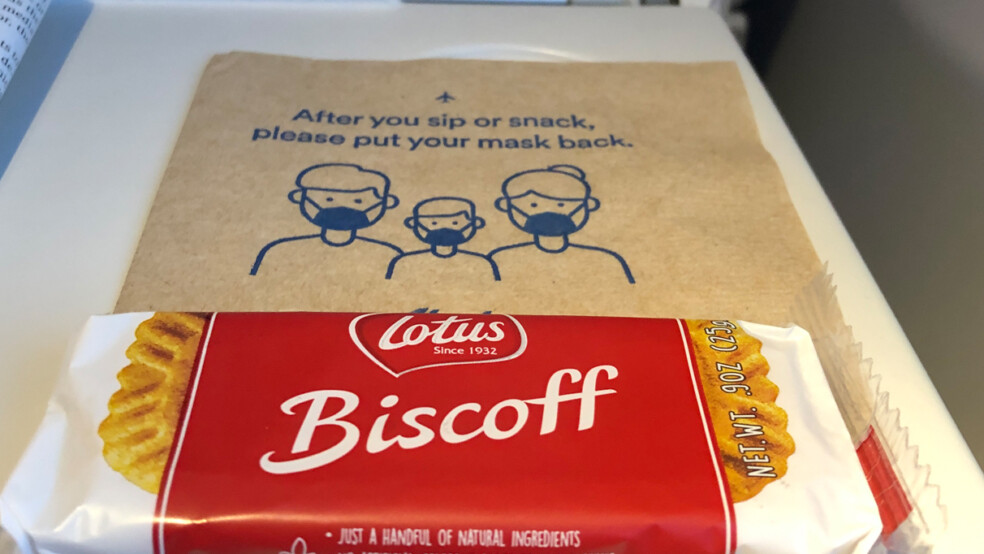 After you sip or snack,
please put your mask back.
Lotus
Since 1932
Biscoff
NET.WT. .9OZ (25g
• JUST A HANDFUL OF NATURAL INGREDIENTS